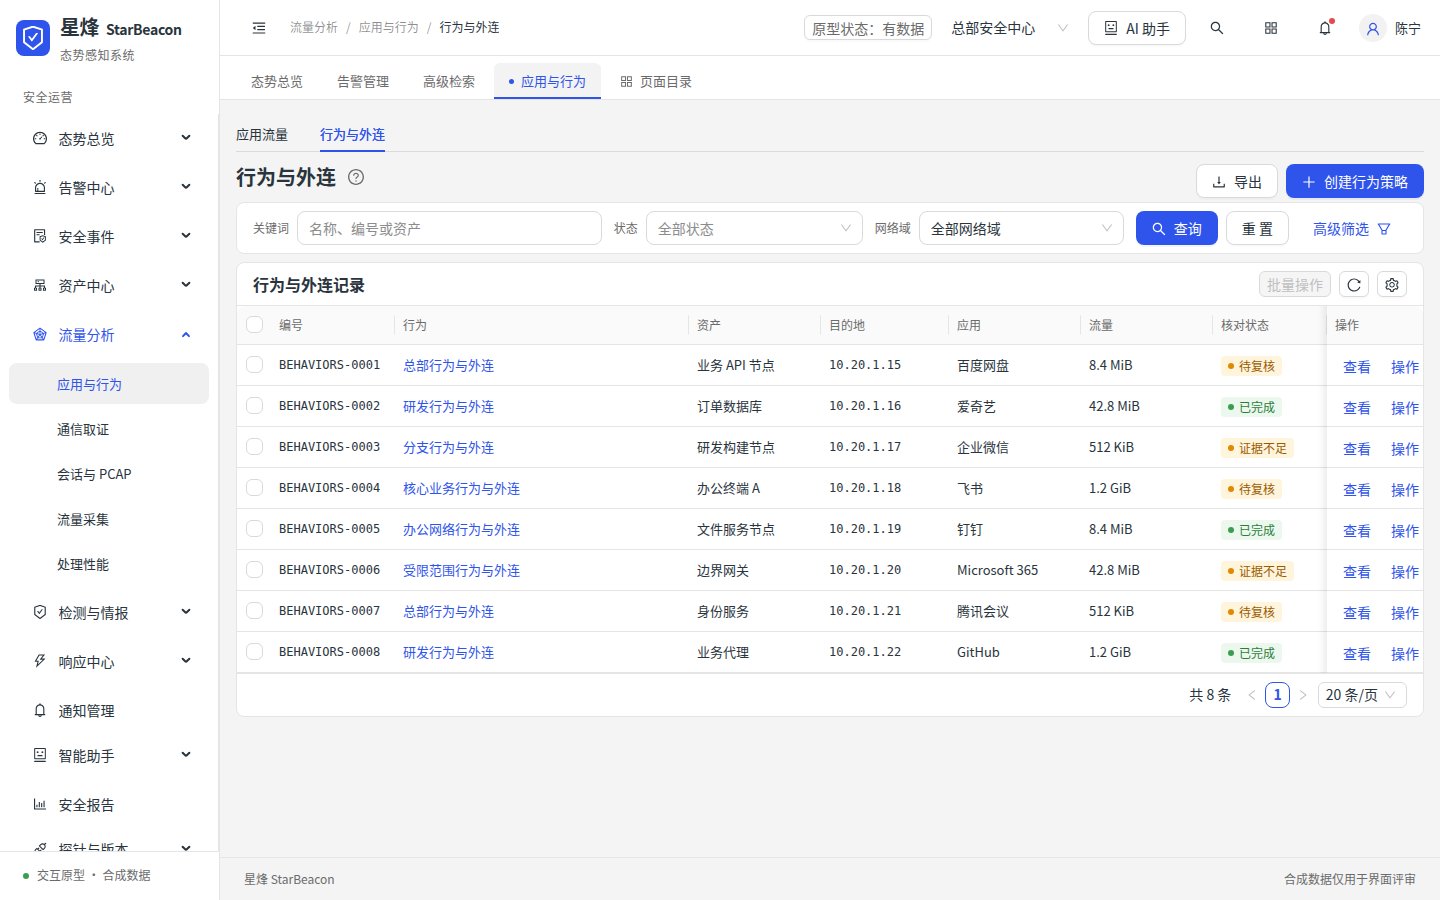 星烽 StarBeacon
态势感知系统
安全运营
态势总览
告警中心
安全事件
资产中心
流量分析
应用与行为
通信取证
会话与 PCAP
流量采集
处理性能
检测与情报
响应中心
通知管理
智能助手
安全报告
探针与版本
交互原型 · 合成数据
流量分析 / 应用与行为 / 行为与外连
原型状态：有数据
总部安全中心
AI 助手
陈宁
态势总览 告警管理 高级检索 应用与行为 页面目录
应用流量 行为与外连
行为与外连
导出 创建行为策略
关键词 名称、编号或资产 状态 全部状态 网络域 全部网络域 查询 重 置 高级筛选
行为与外连记录
批量操作
编号 行为 资产 目的地 应用 流量 核对状态 操作
BEHAVIORS-0001 总部行为与外连 业务 API 节点 10.20.1.15 百度网盘 8.4 MiB 待复核 查看 操作
BEHAVIORS-0002 研发行为与外连 订单数据库 10.20.1.16 爱奇艺 42.8 MiB 已完成 查看 操作
BEHAVIORS-0003 分支行为与外连 研发构建节点 10.20.1.17 企业微信 512 KiB 证据不足 查看 操作
BEHAVIORS-0004 核心业务行为与外连 办公终端 A 10.20.1.18 飞书 1.2 GiB 待复核 查看 操作
BEHAVIORS-0005 办公网络行为与外连 文件服务节点 10.20.1.19 钉钉 8.4 MiB 已完成 查看 操作
BEHAVIORS-0006 受限范围行为与外连 边界网关 10.20.1.20 Microsoft 365 42.8 MiB 证据不足 查看 操作
BEHAVIORS-0007 总部行为与外连 身份服务 10.20.1.21 腾讯会议 512 KiB 待复核 查看 操作
BEHAVIORS-0008 研发行为与外连 业务代理 10.20.1.22 GitHub 1.2 GiB 已完成 查看 操作
共 8 条 1 20 条/页
星烽 StarBeacon
合成数据仅用于界面评审